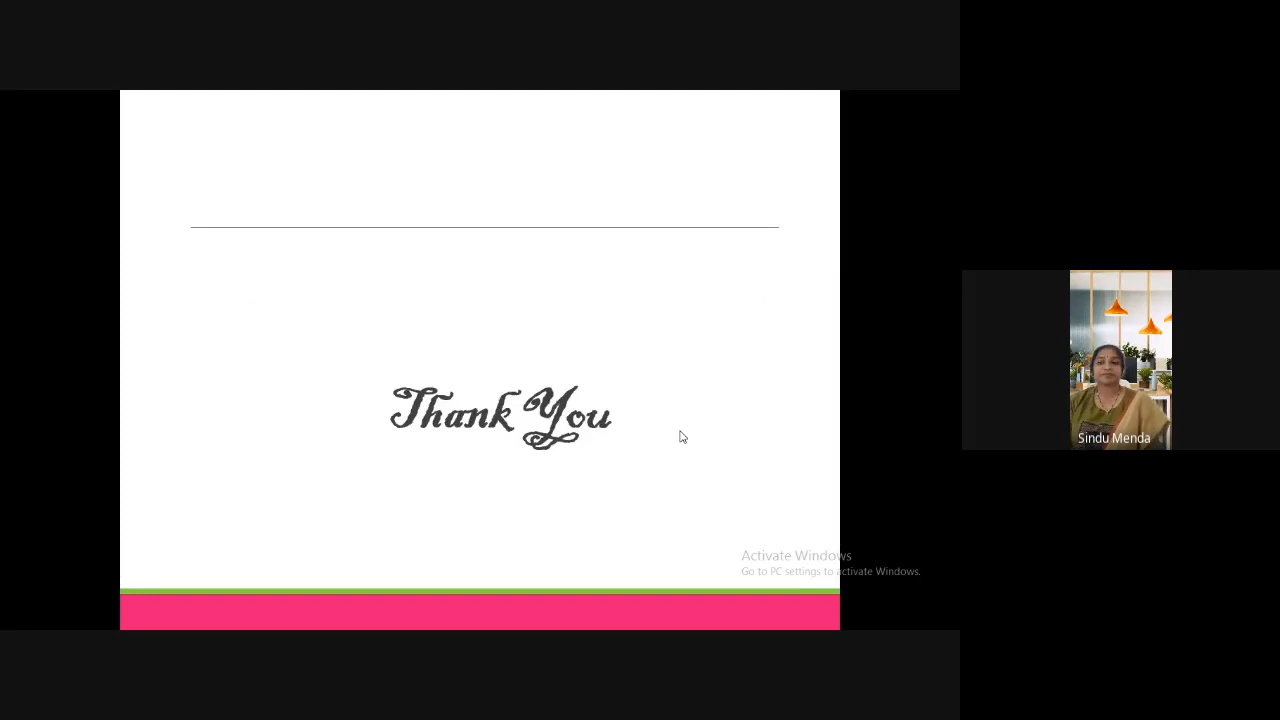 Thank You
Sindu Menda
Activate Windows
Go to PC settings to activate Windows.